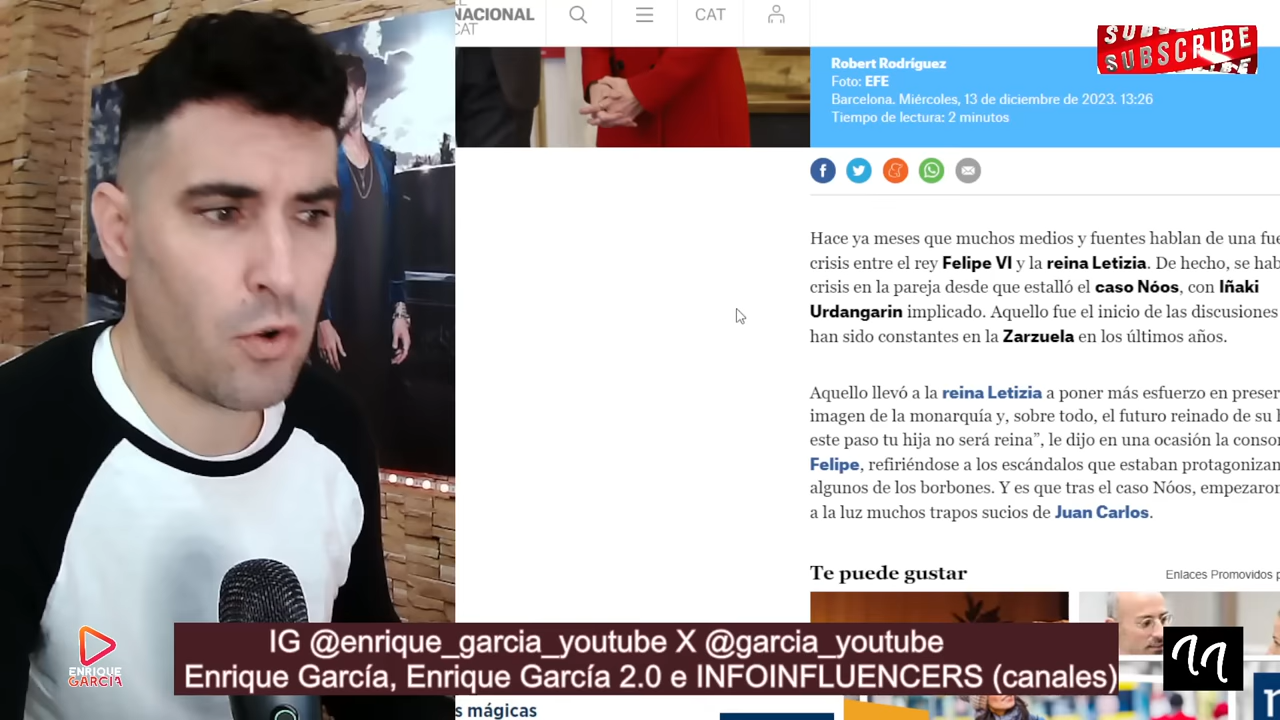 NACIONAL
CAT
CAT
SUBSCRIBE
Robert Rodríguez
Foto: EFE
Barcelona. Miércoles, 13 de diciembre de 2023. 13:26
Tiempo de lectura: 2 minutos
Hace ya meses que muchos medios y fuentes hablan de una fue
crisis entre el rey Felipe VI y la reina Letizia. De hecho, se hab
crisis en la pareja desde que estalló el caso Nóos, con Iñaki
Urdangarin implicado. Aquello fue el inicio de las discusiones
han sido constantes en la Zarzuela en los últimos años.
Aquello llevó a la reina Letizia a poner más esfuerzo en preser
imagen de la monarquía y, sobre todo, el futuro reinado de su h
este paso tu hija no será reina”, le dijo en una ocasión la consor
Felipe, refiriéndose a los escándalos que estaban protagonizan
algunos de los borbones. Y es que tras el caso Nóos, empezaron
a la luz muchos trapos sucios de Juan Carlos.
Te puede gustar
Enlaces Promovidos p
IG @enrique_garcia_youtube X @garcia_youtube
Enrique García, Enrique García 2.0 e INFOINFLUENCERS (canales)
ENRIQUE
GARCÍA
s mágicas